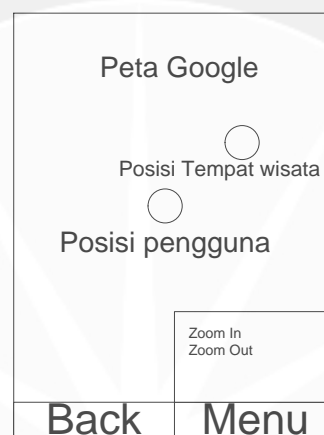 Peta Google
Posisi Tempat wisata
Posisi pengguna
Zoom In
Zoom Out
Back
Menu